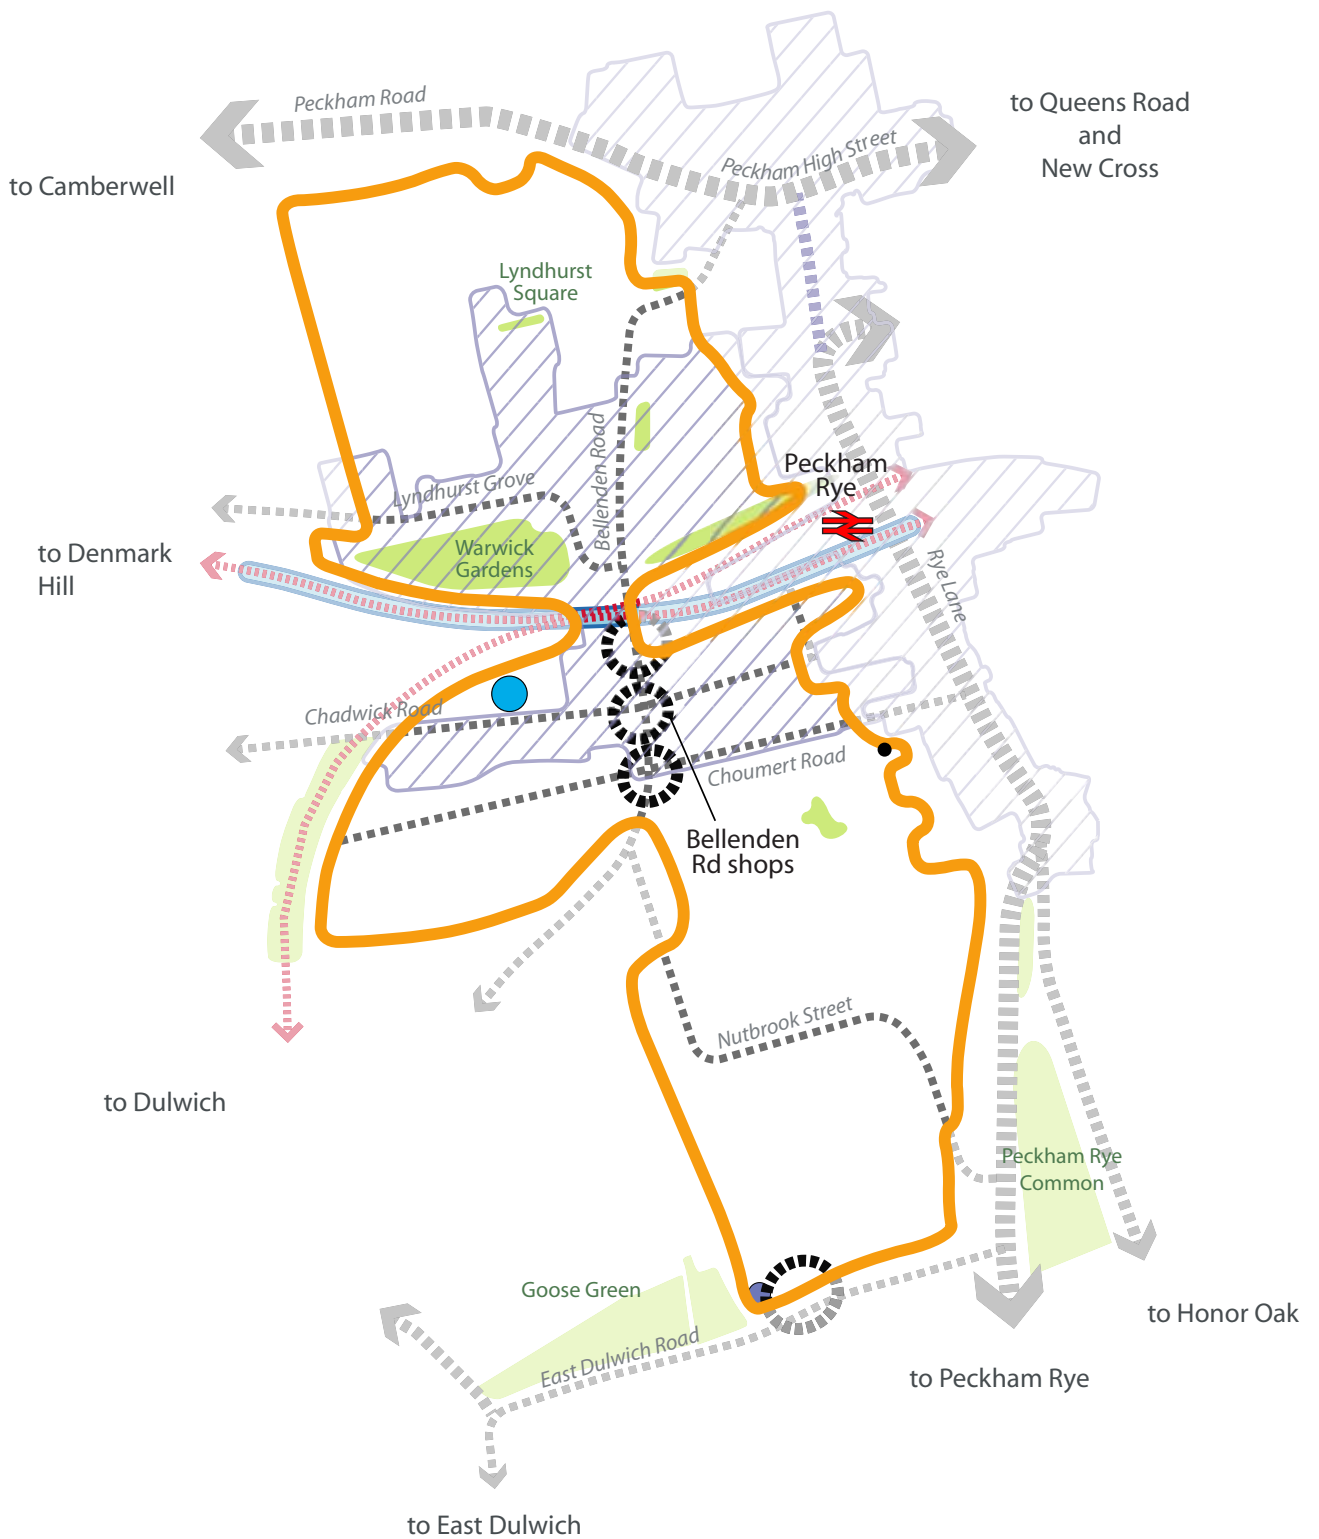 Peckham Road
to Queens Road
and
New Cross
Peckham High Street
to Camberwell
Lyndhurst
Square
Bellenden Road
Peckham
Rye
Lyndhurst Grove
to Denmark
Hill
Warwick
Gardens
Rye Lane
Chadwick Road
Choumert Road
Bellenden
Rd shops
Nutbrook Street
to Dulwich
Peckham Rye
Common
Goose Green
to Honor Oak
East Dulwich Road
to Peckham Rye
to East Dulwich